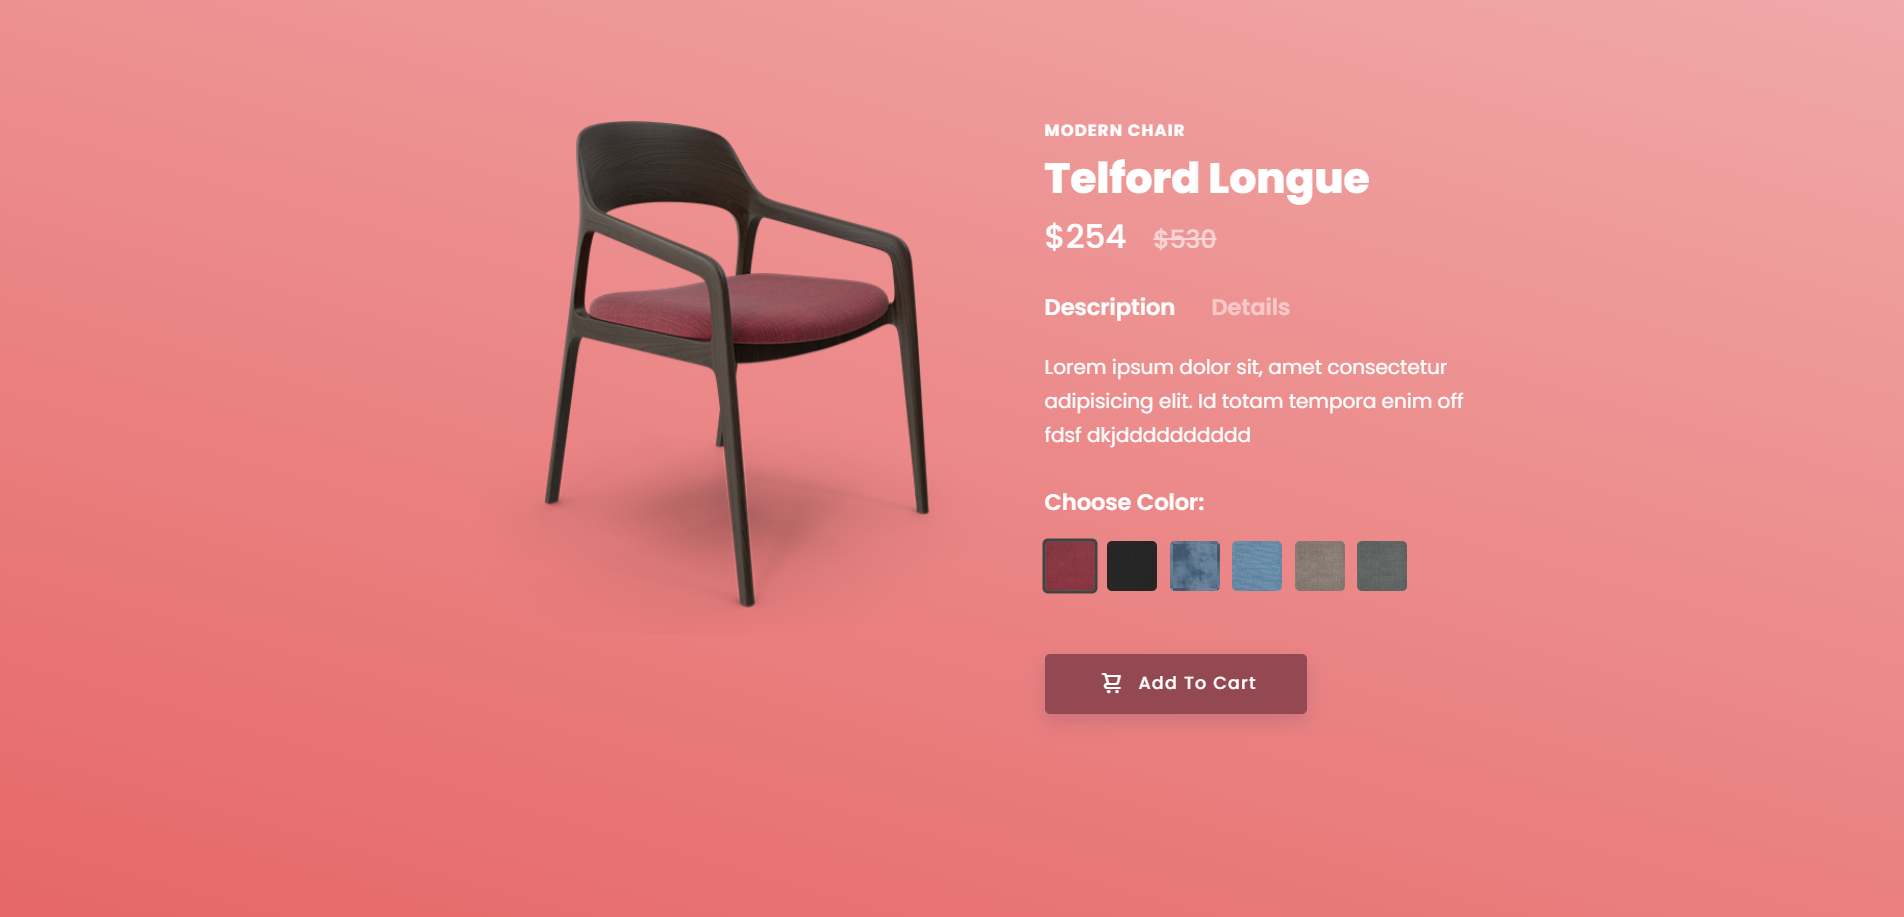 MODERN CHAIR
Telford Longue
$254 $530
Description Details
Lorem ipsum dolor sit, amet consectetur
adipisicing elit. Id totam tempora enim off
fdsf dkjdddddddddd
Choose Color:
Add To Cart